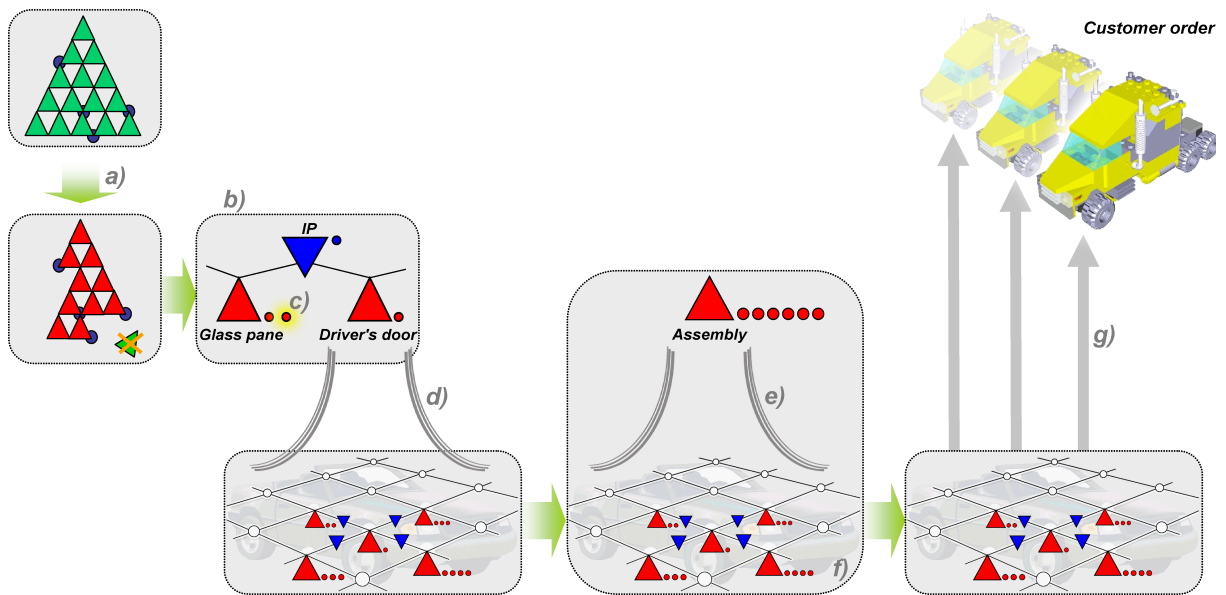 Customer order
a)
b)
IP
c)
Glass pane
Driver's door
Assembly
d)
e)
f)
g)